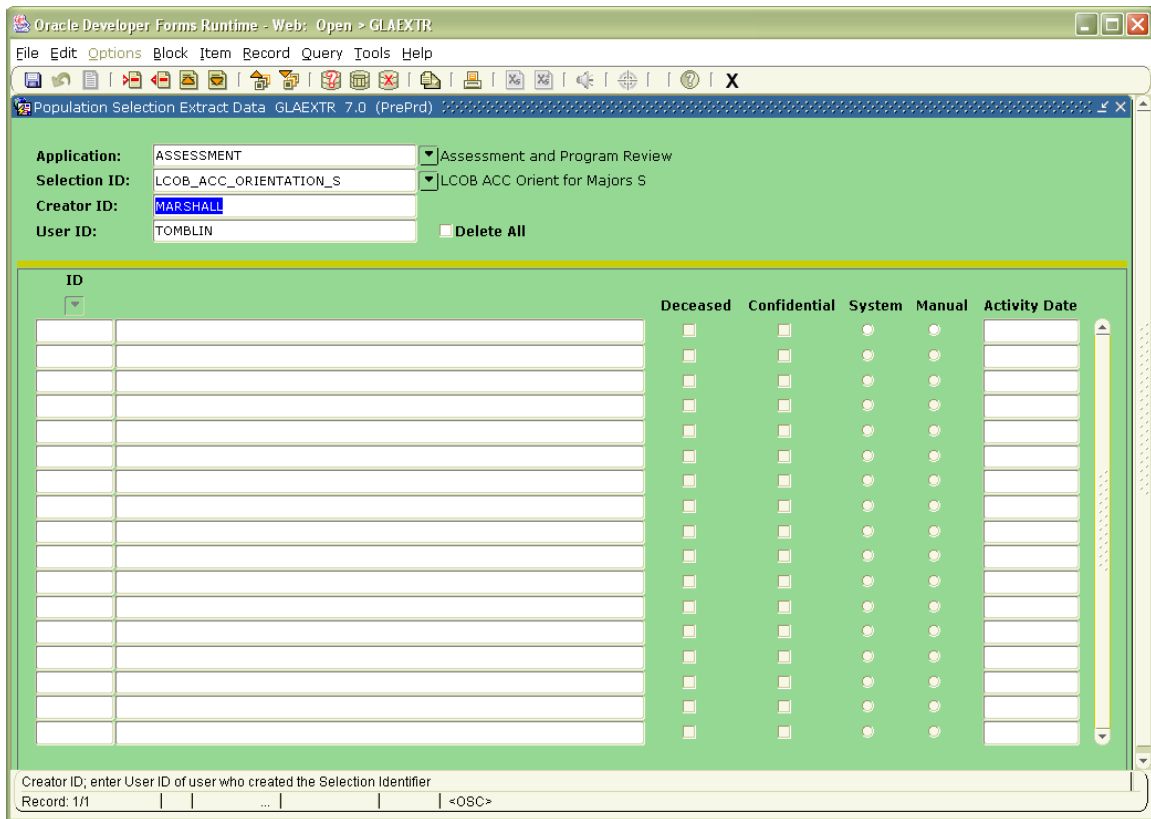 Oracle Developer Forms Runtime - Web: Open > GLAEXTR
File Edit Options Block Item Record Query Tools Help
X
Population Selection Extract Data GLAEXTR 7.0 (PrePrd)
Application: ASSESSMENT Assessment and Program Review
Selection ID: LCOB_ACC_ORIENTATION_S LCOB ACC Orient for Majors S
Creator ID: MARSHALL
User ID: TOMBLIN Delete All
ID
Deceased Confidential System Manual Activity Date
Creator ID; enter User ID of user who created the Selection Identifier
Record: 1/1 ... <OSC>